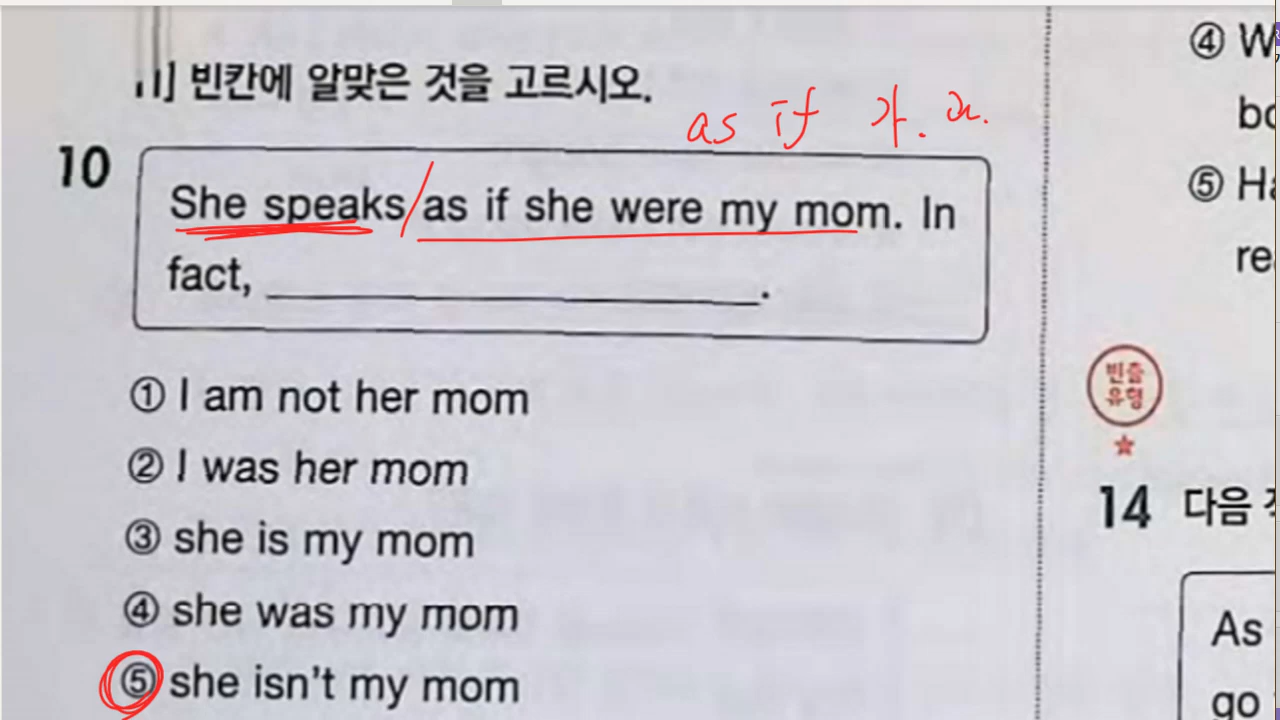 빈칸에 알맞은 것을 고르시오.
as if 가.
10
She speaks/as if she were my mom. In
fact, ____________________.
① I am not her mom
② I was her mom
③ she is my mom
④ she was my mom
⑤ she isn't my mom
④ W
bo
⑤ Ha
re
빈출
유형
14 다음
As
go